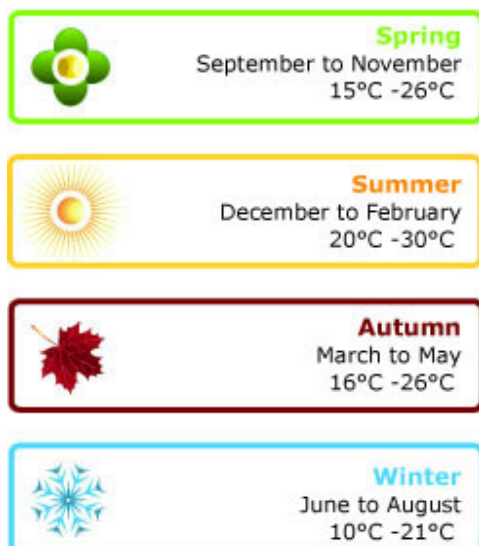 Spring
September to November
15°C -26°C
Summer
December to February
20°C -30°C
Autumn
March to May
16°C -26°C
Winter
June to August
10°C -21°C